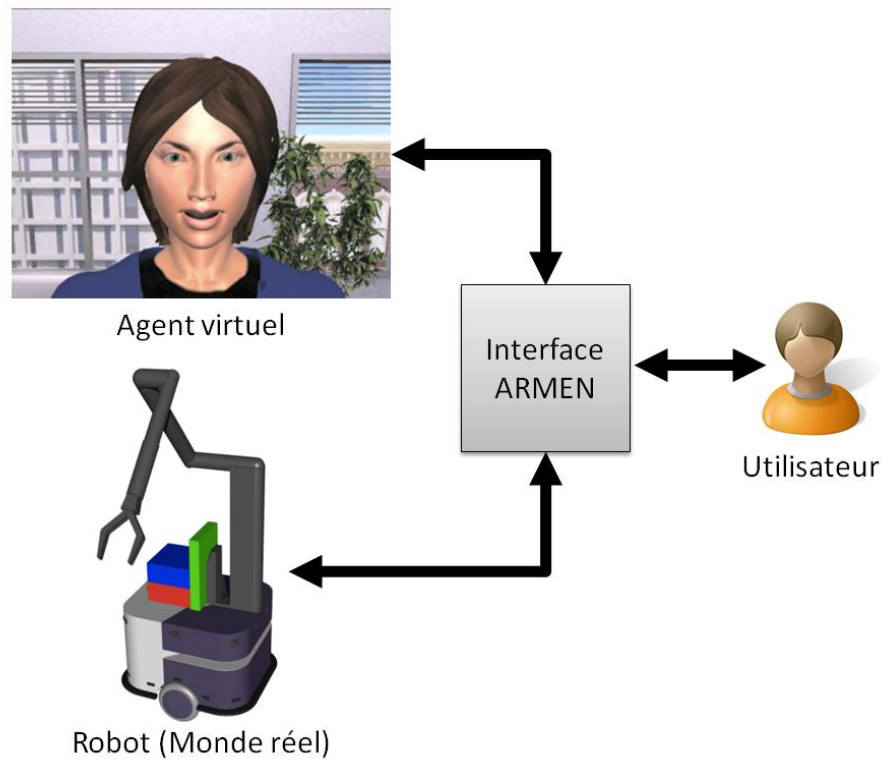 Agent virtuel
Interface
ARMEN
Utilisateur
Robot (Monde réel)